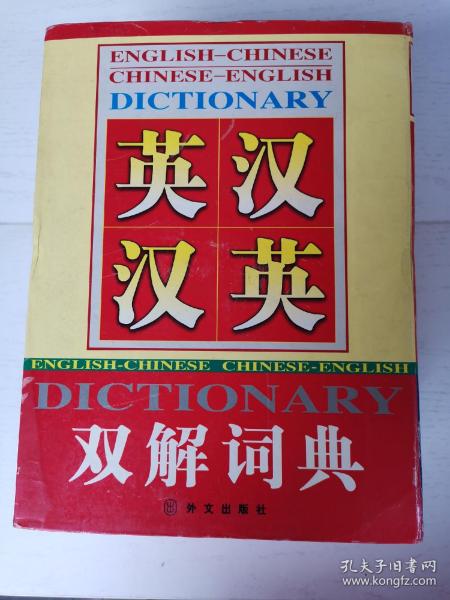 ENGLISH-CHINESE
CHINESE-ENGLISH
DICTIONARY
英汉
汉英
ENGLISH-CHINESE CHINESE-ENGLISH
DICTIONARY
双解词典
外文出版社
孔夫子旧书网
www.kongfz.com